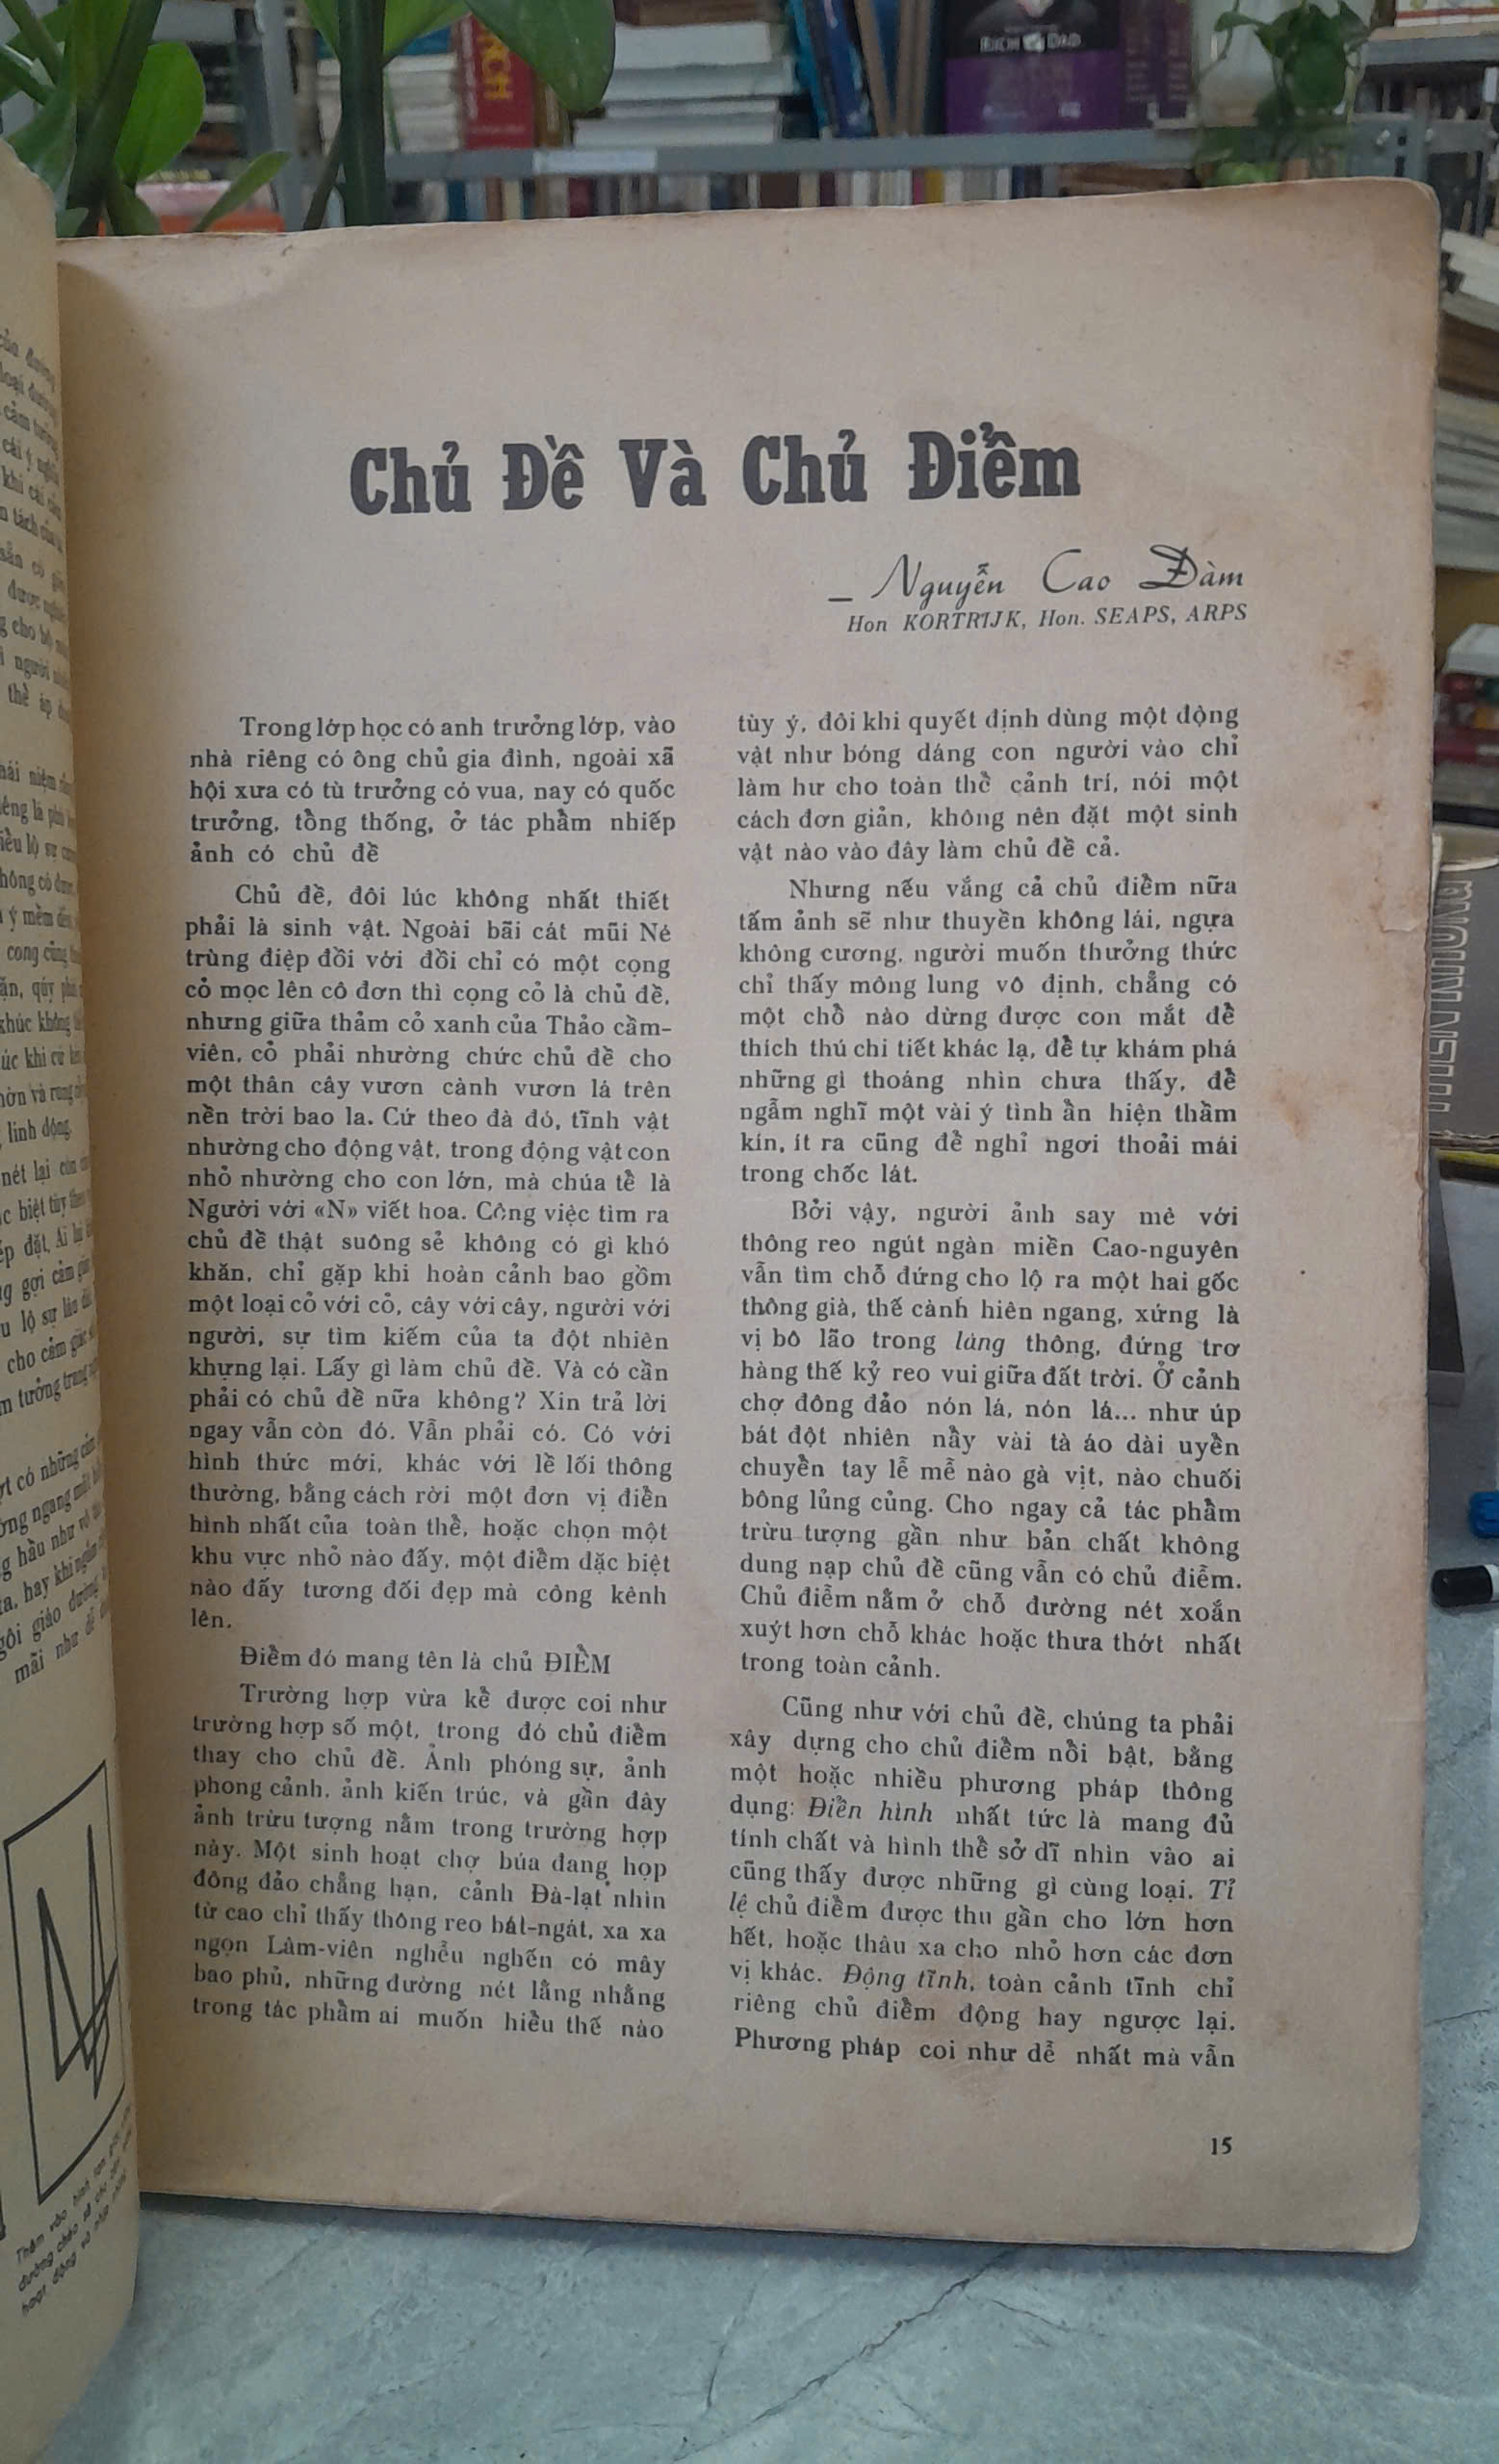 RICH DAD
Chủ Đề Và Chủ Điểm
— Nguyễn Cao Đàm
Hon KORTRIJK, Hon. SEAPS, ARPS
Trong lớp học có anh trưởng lớp, vào
nhà riêng có ông chủ gia đình, ngoài xã
hội xưa có tù trưởng có vua, nay có quốc
trưởng, tổng thống, ở tác phẩm nhiếp
ảnh có chủ đề
Chủ đề, đôi lúc không nhất thiết
phải là sinh vật. Ngoài bãi cát mũi Né
trùng điệp đồi với đồi chỉ có một cọng
cỏ mọc lên cô đơn thì cọng cỏ là chủ đề,
nhưng giữa thảm cỏ xanh của Thảo cầm-
viên, cỏ phải nhường chức chủ đề cho
một thân cây vươn cành vươn lá trên
nền trời bao la. Cứ theo đà đó, tĩnh vật
nhường cho động vật, trong động vật con
nhỏ nhường cho con lớn, mà chúa tể là
Người với «N» viết hoa. Công việc tìm ra
chủ đề thật suông sẻ không có gì khó
khăn, chỉ gặp khi hoàn cảnh bao gồm
một loại cỏ với cỏ, cây với cây, người với
người, sự tìm kiếm của ta đột nhiên
khựng lại. Lấy gì làm chủ đề. Và có cần
phải có chủ đề nữa không? Xin trả lời
ngay vẫn còn đó. Vẫn phải có. Có với
hình thức mới, khác với lề lối thông
thường, bằng cách rời một đơn vị điển
hình nhất của toàn thể, hoặc chọn một
khu vực nhỏ nào đấy, một điểm đặc biệt
nào đấy tương đối đẹp mà công kênh
lên.
Điểm đó mang tên là chủ ĐIỂM
Trường hợp vừa kể được coi như
trường hợp số một, trong đó chủ điểm
thay cho chủ đề. Ảnh phóng sự, ảnh
phong cảnh, ảnh kiến trúc, và gần đây
ảnh trừu tượng nằm trong trường hợp
này. Một sinh hoạt chợ búa đang họp
đông đảo chẳng hạn, cảnh Đà-lạt nhìn
từ cao chỉ thấy thông reo bát-ngát, xa xa
ngọn Lâm-viên nghểu nghến có mây
bao phủ, những đường nét lằng nhằng
trong tác phẩm ai muốn hiểu thế nào
tùy ý, đôi khi quyết định dùng một động
vật như bóng dáng con người vào chỉ
làm hư cho toàn thể cảnh trí, nói một
cách đơn giản, không nên đặt một sinh
vật nào vào đây làm chủ đề cả.
Nhưng nếu vắng cả chủ điểm nữa
tấm ảnh sẽ như thuyền không lái, ngựa
không cương, người muốn thưởng thức
chỉ thấy mông lung vô định, chẳng có
một chỗ nào dừng được con mắt để
thích thú chi tiết khác lạ, để tự khám phá
những gì thoáng nhìn chưa thấy, để
ngẫm nghĩ một vài ý tình ẩn hiện thầm
kín, ít ra cũng để nghỉ ngơi thoải mái
trong chốc lát.
Bởi vậy, người ảnh say mê với
thông reo ngút ngàn miền Cao-nguyên
vẫn tìm chỗ đứng cho lộ ra một hai gốc
thông già, thế cành hiên ngang, xứng là
vị bô lão trong làng thông, đứng trơ
hàng thế kỷ reo vui giữa đất trời. Ở cảnh
chợ đông đảo nón lá, nón lá... như úp
bát đột nhiên nẩy vài tà áo dài uyển
chuyển tay lễ mễ nào gà vịt, nào chuối
bông lủng củng. Cho ngay cả tác phẩm
trừu tượng gần như bản chất không
dung nạp chủ đề cũng vẫn có chủ điểm.
Chủ điểm nằm ở chỗ đường nét xoắn
xuýt hơn chỗ khác hoặc thưa thớt nhất
trong toàn cảnh.
Cũng như với chủ đề, chúng ta phải
xây dựng cho chủ điểm nổi bật, bằng
một hoặc nhiều phương pháp thông
dụng: Điển hình nhất tức là mang đủ
tính chất và hình thể sở dĩ nhìn vào ai
cũng thấy được những gì cùng loại. Tỉ
lệ chủ điểm được thu gần cho lớn hơn
hết, hoặc thâu xa cho nhỏ hơn các đơn
vị khác. Động tĩnh, toàn cảnh tĩnh chỉ
riêng chủ điểm động hay ngược lại.
Phương pháp coi như dễ nhất mà vẫn
15